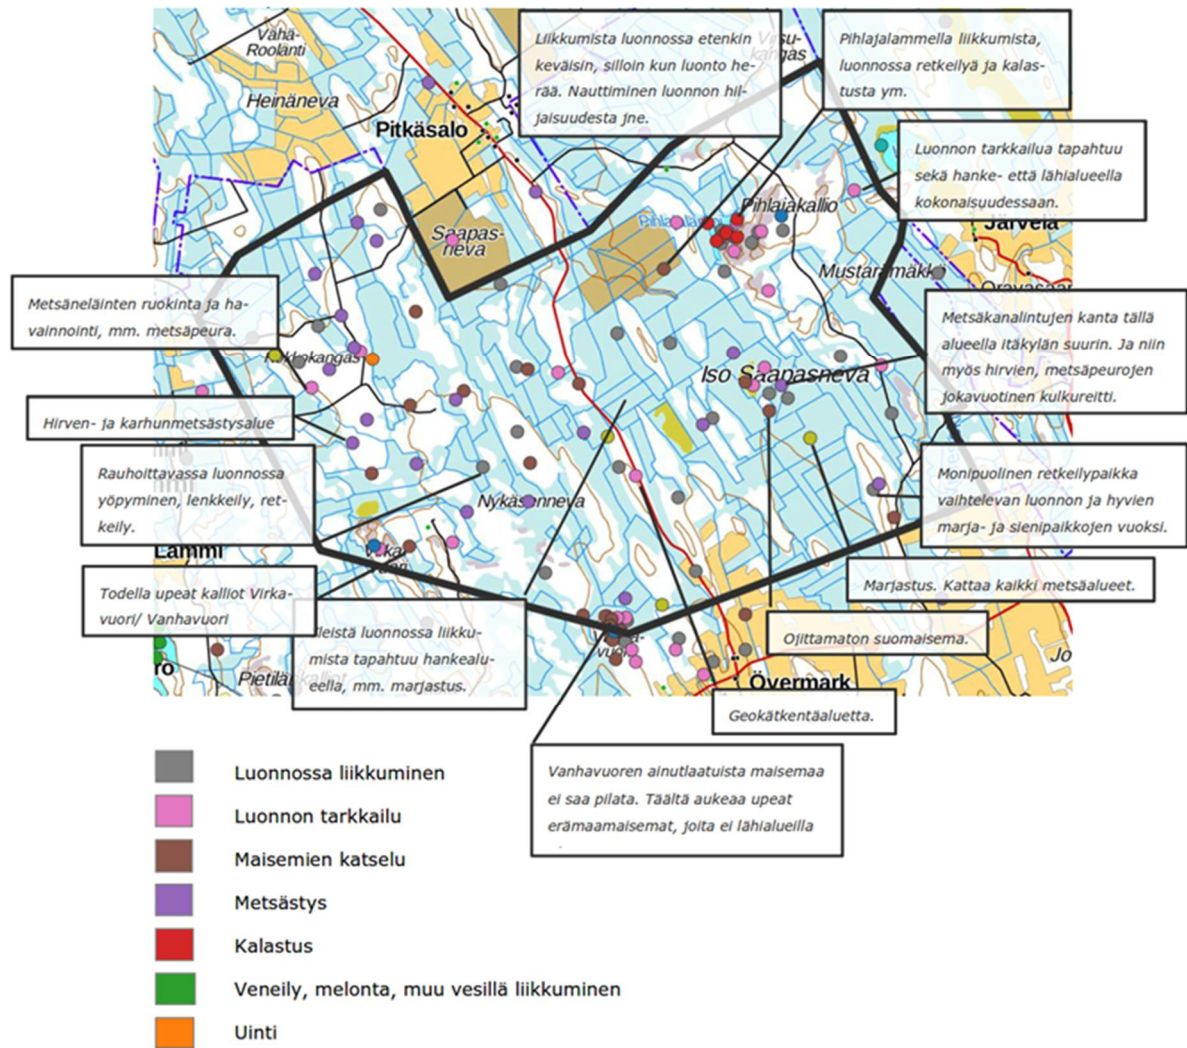 Vähä-
Roolanti
Heinäneva
Pitkäsalo
Liikkumista luonnossa etenkin
keväisin, silloin kun luonto he-
rää. Nauttiminen luonnon hil-
jaisuudesta jne.
Pihlajalammella liikkumista,
luonnossa retkeilyä ja kalas-
tusta ym.
Luonnon tarkkailua tapahtuu
sekä hanke- että lähialueella
kokonaisuudessaan.
Saapas-
neva
Pihlajakallio
Järvelä
Metsäneläinten ruokinta ja ha-
vainnointi, mm. metsäpeura.
Metsäkanalintujen kanta tällä
alueella itäkylän suurin. Ja niin
myös hirvien, metsäpeurojen
jokavuotinen kulkureitti.
Iso Saapasneva
Hirven- ja karhunmetsästysalue
Rauhoittavassa luonnossa
yöpyminen, lenkkeily, ret-
keily.
Monipuolinen retkeilypaikka
vaihtelevan luonnon ja hyvien
marja- ja sienipaikkojen vuoksi.
Lammi
Todella upeat kalliot Virka-
vuori/ Vanhavuori
Marjastus. Kattaa kaikki metsäalueet.
leistä luonnossa liikku-
mista tapahtuu hankealu-
eella, mm. marjastus.
Ojittamaton suomaisema.
Jo
Övermark
Geokätkentäaluetta.
Vanhavuoren ainutlaatuista maisemaa
ei saa pilata. Täältä aukeaa upeat
erämaamaisemat, joita ei lähialueilla
Luonnossa liikkuminen
Luonnon tarkkailu
Maisemien katselu
Metsästys
Kalastus
Veneily, melonta, muu vesillä liikkuminen
Uinti